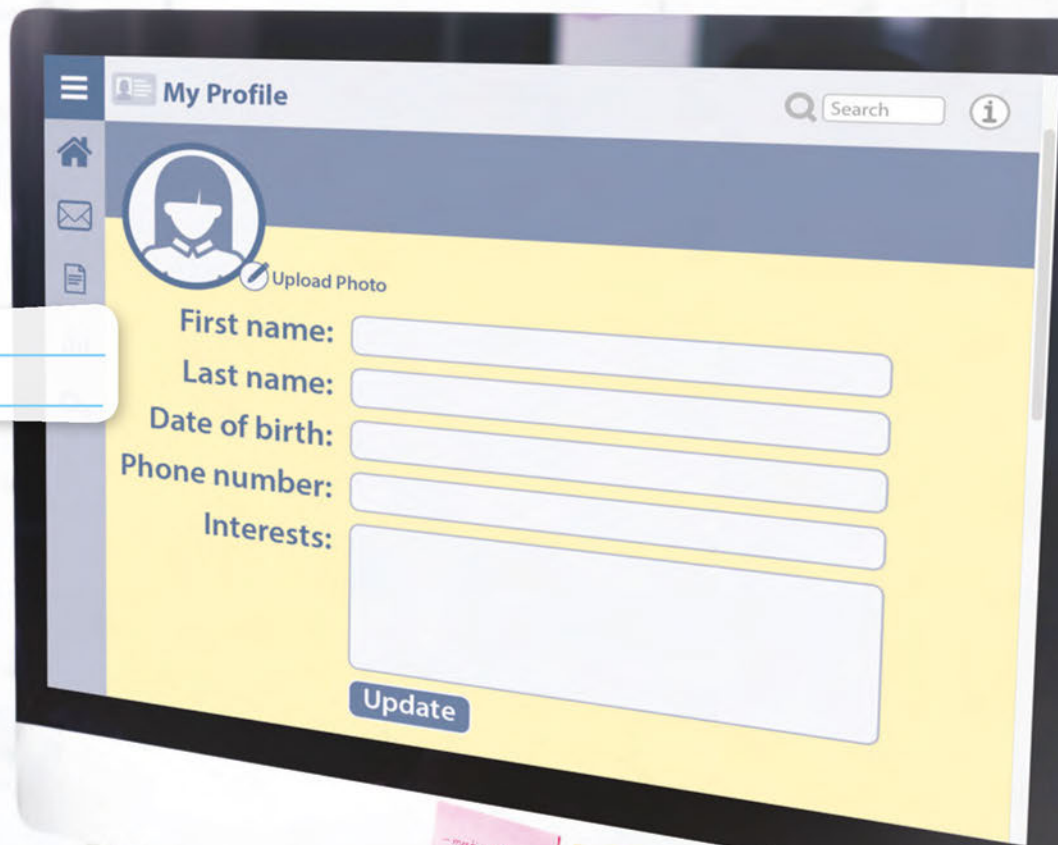 My Profile
Search
i
Upload Photo
First name:
Last name:
Date of birth:
Phone number:
Interests:
Update